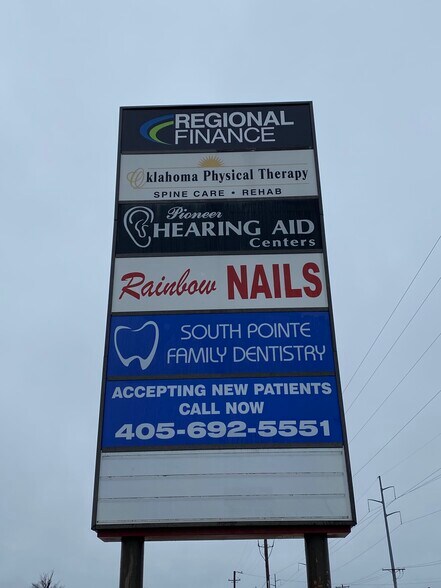 REGIONAL
FINANCE
Oklahoma Physical Therapy
SPINE CARE • REHAB
Pioneer
HEARING AID
Centers
Rainbow NAILS
SOUTH POINTE
FAMILY DENTISTRY
ACCEPTING NEW PATIENTS
CALL NOW
405-692-5551